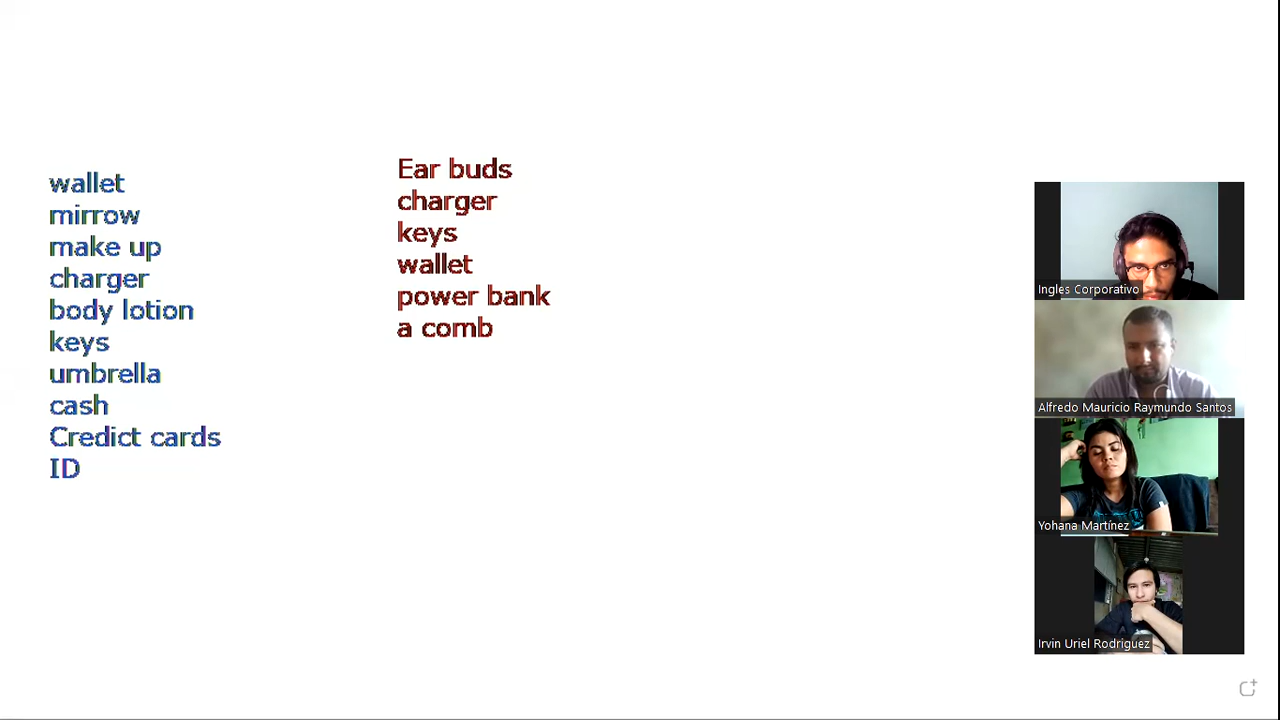 wallet
mirrow
make up
charger
body lotion
keys
umbrella
cash
Credict cards
ID
Ear buds
charger
keys
wallet
power bank
a comb
Ingles Corporativo
Alfredo Mauricio Raymundo Santos
Yohana Martínez
Irvin Uriel Rodriguez